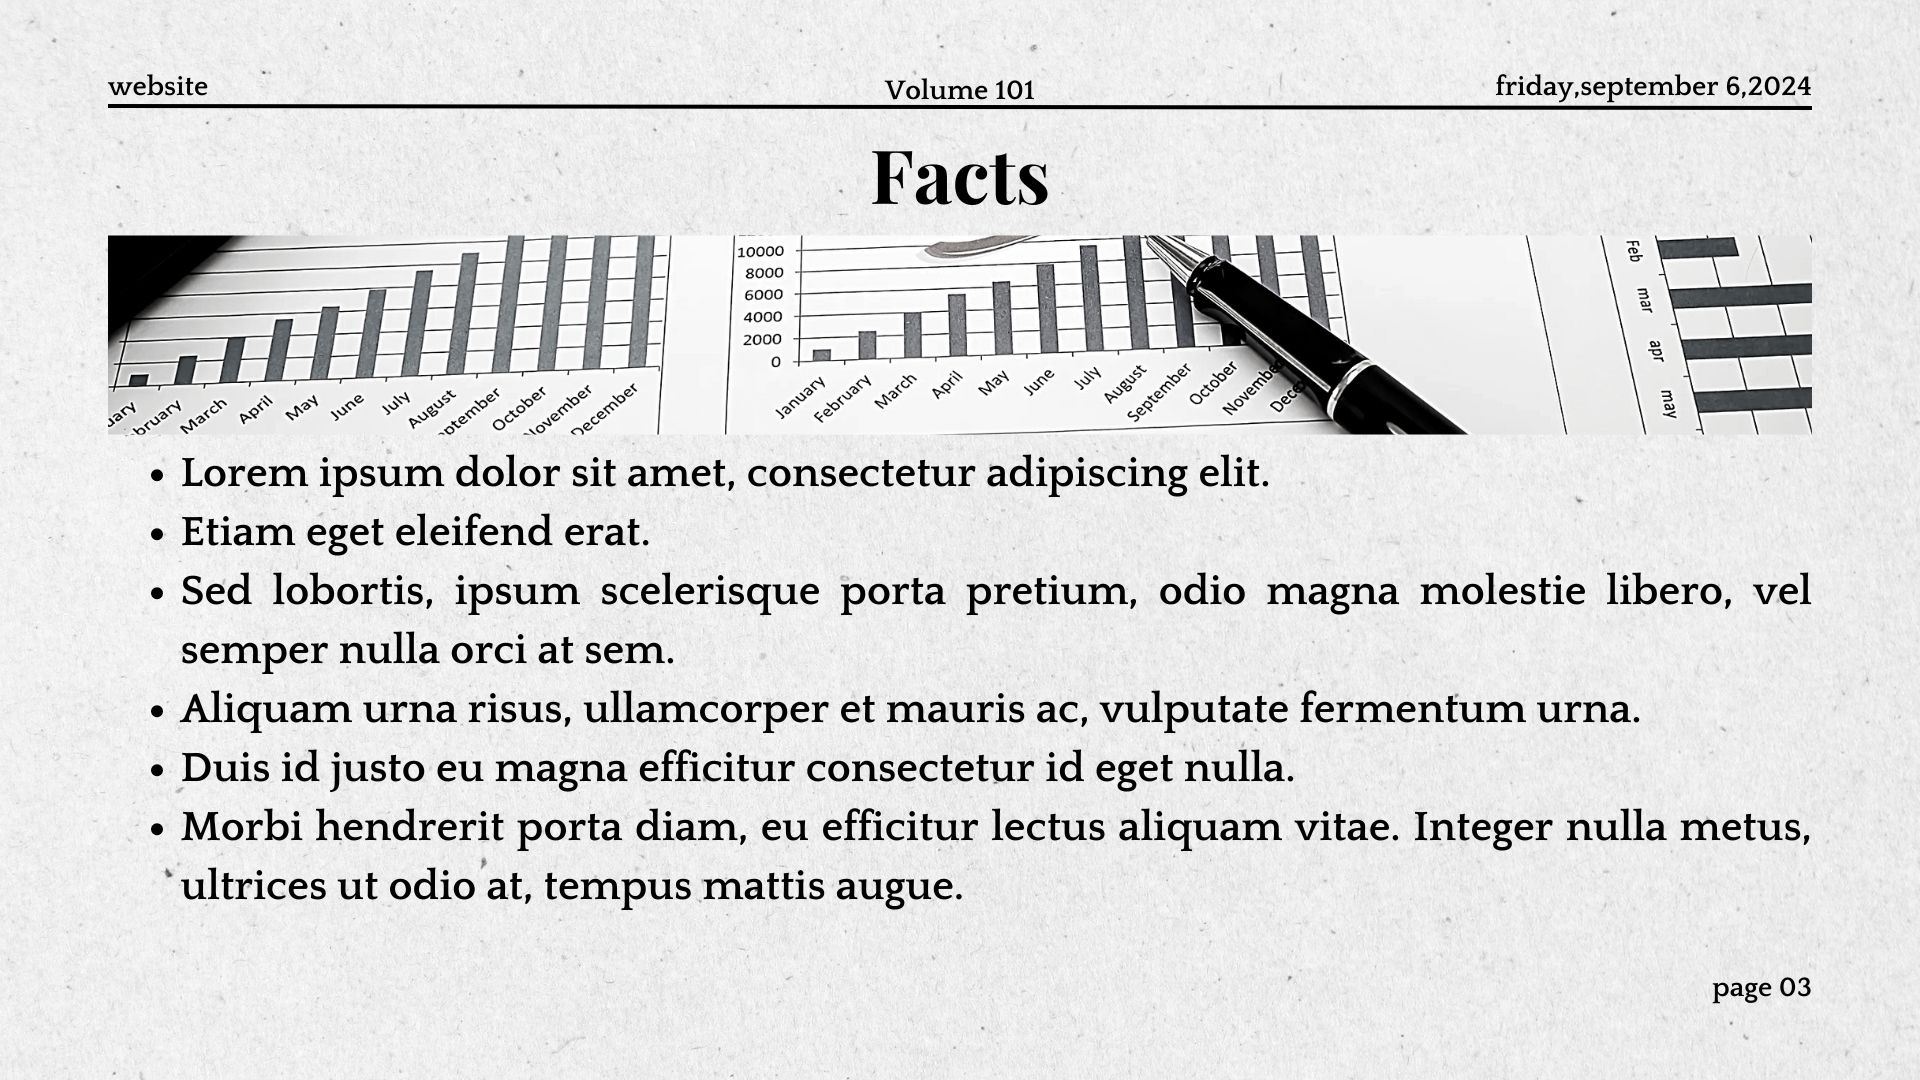 website
Volume 101
friday,september 6,2024
Facts
January
February
March
April
May
June
July
August
September
October
November
December
10000
8000
6000
4000
2000
0
January
February
March
April
May
June
July
August
September
October
November
Feb
mar
apr
may
• Lorem ipsum dolor sit amet, consectetur adipiscing elit.
• Etiam eget eleifend erat.
• Sed lobortis, ipsum scelerisque porta pretium, odio magna molestie libero, vel
semper nulla orci at sem.
• Aliquam urna risus, ullamcorper et mauris ac, vulputate fermentum urna.
• Duis id justo eu magna efficitur consectetur id eget nulla.
• Morbi hendrerit porta diam, eu efficitur lectus aliquam vitae. Integer nulla metus,
ultrices ut odio at, tempus mattis augue.
page 03